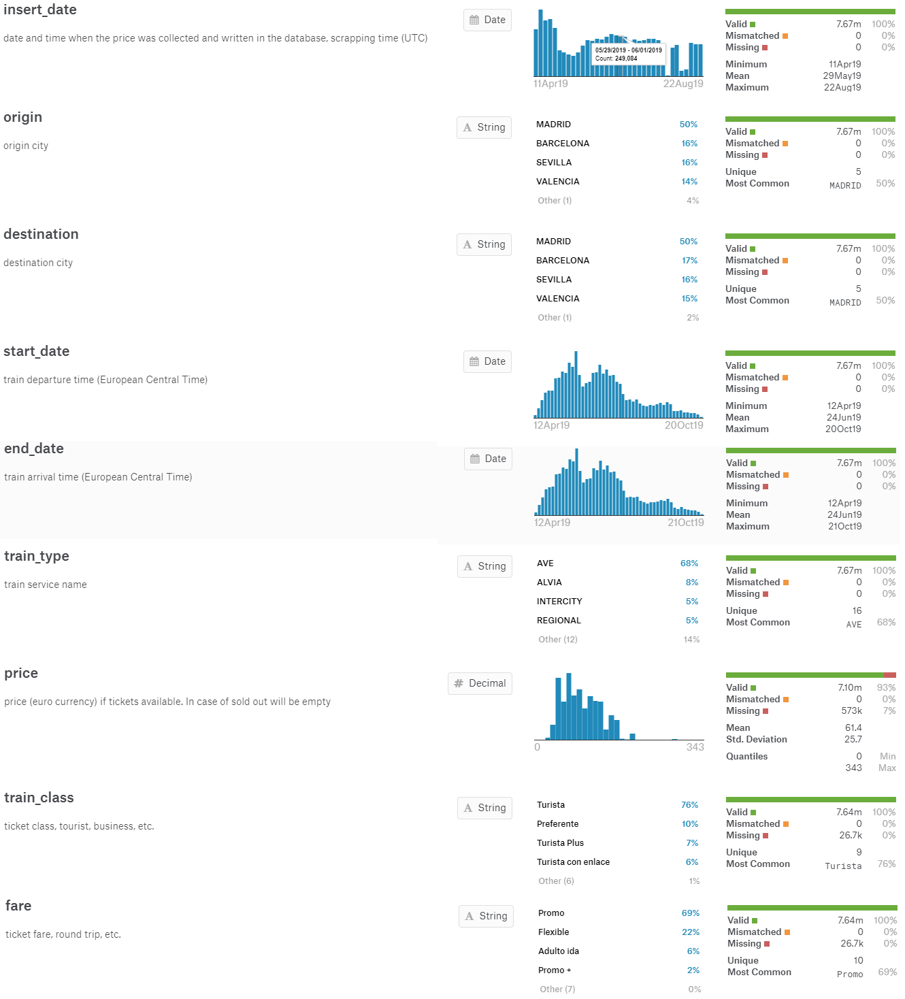 insert_date
date and time when the price was collected and written in the database, scrapping time (UTC)
Date
05/29/2019 - 06/01/2019
Count: 249,084
11Apr19 22Aug19
Valid 7.67m 100%
Mismatched 0 0%
Missing 0 0%
Minimum 11Apr19
Mean 29May19
Maximum 22Aug19
origin
origin city
A String
MADRID 50%
BARCELONA 16%
SEVILLA 16%
VALENCIA 14%
Other (1) 4%
Valid 7.67m 100%
Mismatched 0 0%
Missing 0 0%
Unique 5
Most Common MADRID 50%
destination
destination city
A String
MADRID 50%
BARCELONA 17%
SEVILLA 16%
VALENCIA 15%
Other (1) 2%
Valid 7.67m 100%
Mismatched 0 0%
Missing 0 0%
Unique 5
Most Common MADRID 50%
start_date
train departure time (European Central Time)
Date
12Apr19 20Oct19
Valid 7.67m 100%
Mismatched 0 0%
Missing 0 0%
Minimum 12Apr19
Mean 24Jun19
Maximum 20Oct19
end_date
train arrival time (European Central Time)
Date
12Apr19 21Oct19
Valid 7.67m 100%
Mismatched 0 0%
Missing 0 0%
Minimum 12Apr19
Mean 24Jun19
Maximum 21Oct19
train_type
train service name
A String
AVE 68%
ALVIA 8%
INTERCITY 5%
REGIONAL 5%
Other (12) 14%
Valid 7.67m 100%
Mismatched 0 0%
Missing 0 0%
Unique 16
Most Common AVE 68%
price
price (euro currency) if tickets available. In case of sold out will be empty
# Decimal
0 343
Valid 7.10m 93%
Mismatched 0 0%
Missing 573k 7%
Mean 61.4
Std. Deviation 25.7
Quantiles 0 Min
343 Max
train_class
ticket class, tourist, business, etc.
A String
Turista 76%
Preferente 10%
Turista Plus 7%
Turista con enlace 6%
Other (6) 1%
Valid 7.64m 100%
Mismatched 0 0%
Missing 26.7k 0%
Unique 9
Most Common Turista 76%
fare
ticket fare, round trip, etc.
A String
Promo 69%
Flexible 22%
Adulto ida 6%
Promo + 2%
Other (7) 0%
Valid 7.64m 100%
Mismatched 0 0%
Missing 26.7k 0%
Unique 10
Most Common Promo 69%